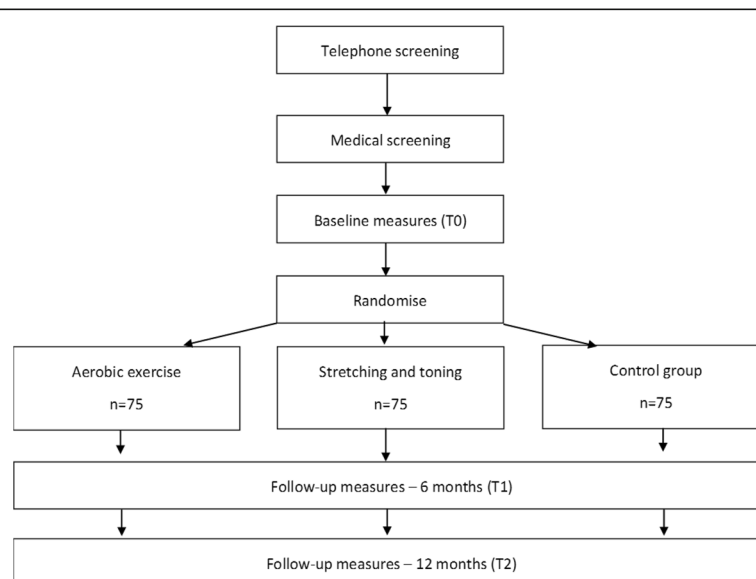 Telephone screening
Medical screening
Baseline measures (T0)
Randomise
Aerobic exercise
n=75
Stretching and toning
n=75
Control group
n=75
Follow-up measures – 6 months (T1)
Follow-up measures – 12 months (T2)